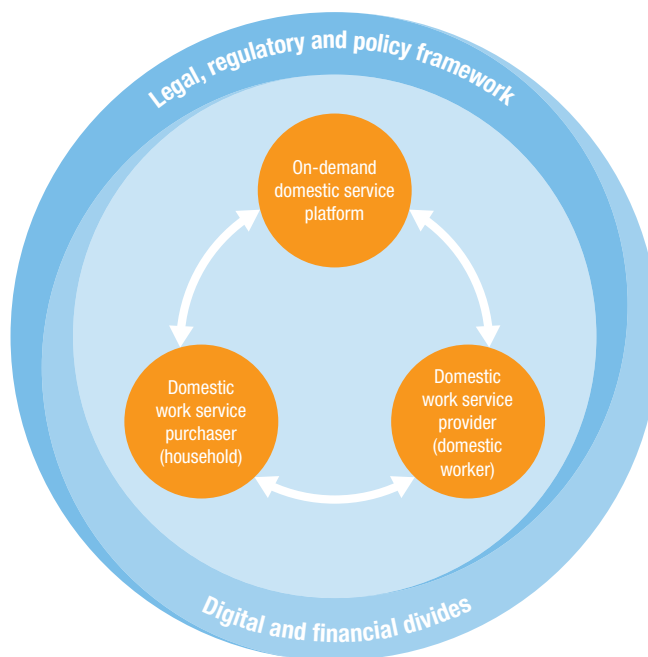 Legal, regulatory and policy framework
On-demand
domestic service
platform
Domestic
work service
purchaser
(household)
Domestic
work service
provider
(domestic
worker)
Digital and financial divides